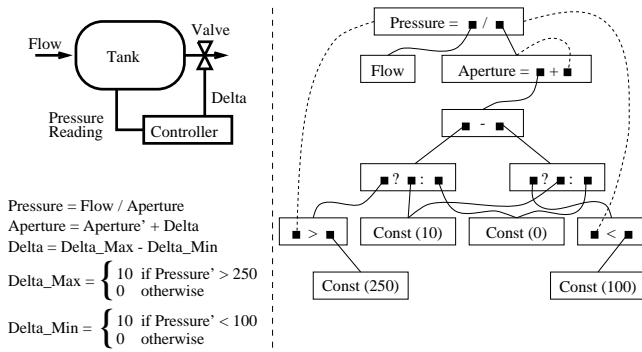 Flow
Tank
Valve
Delta
Pressure
Reading
Controller
Pressure = Flow / Aperture
Aperture = Aperture' + Delta
Delta = Delta_Max - Delta_Min
Delta_Max = { 10 if Pressure' > 250
0 otherwise
Delta_Min = { 10 if Pressure' < 100
0 otherwise
Pressure = ■ / ■
Flow
Aperture = ■ + ■
■ - ■
■ ? ■ : ■
■ ? ■ : ■
■ > ■
Const (10)
Const (0)
■ < ■
Const (250)
Const (100)